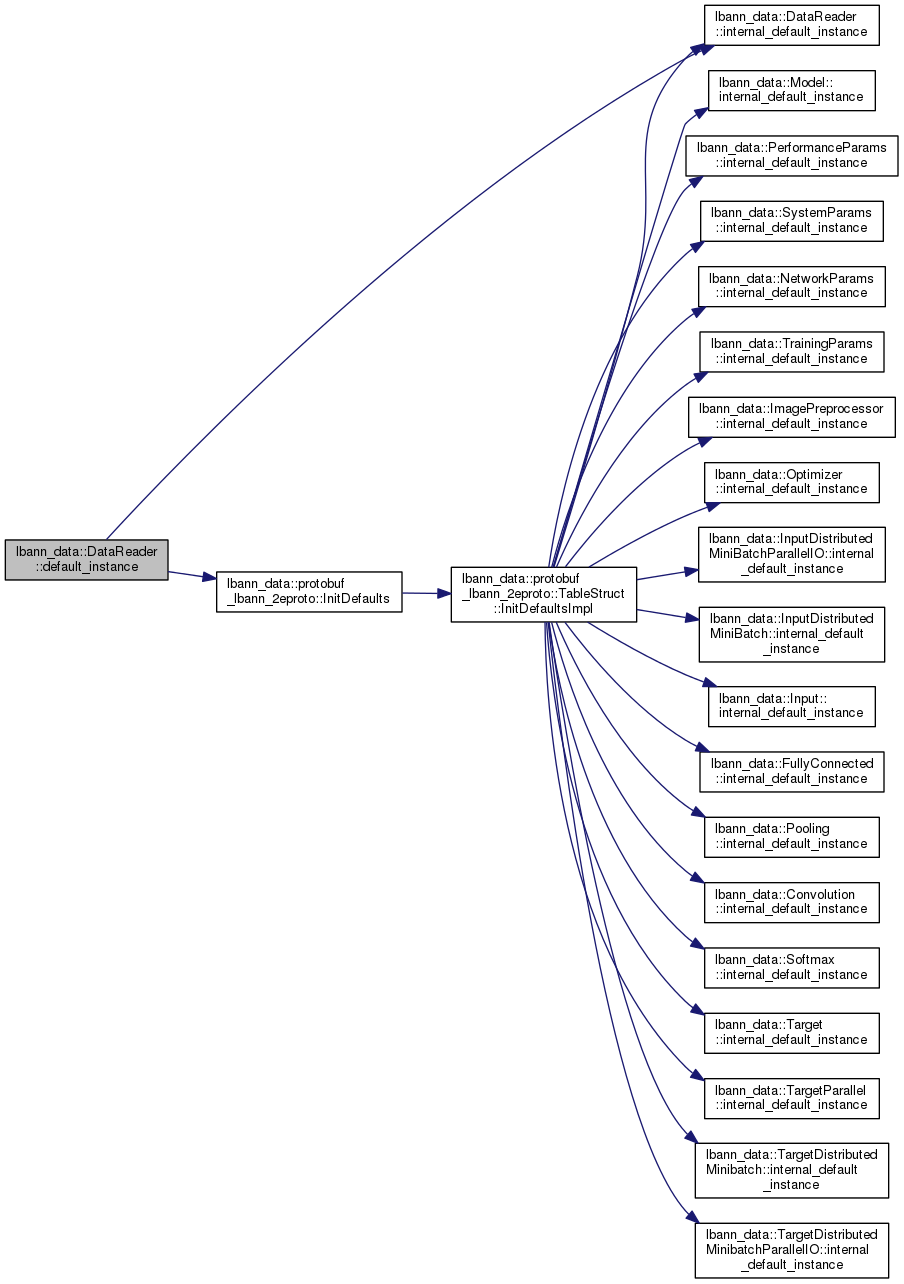 lbann_data::DataReader
::default_instance
lbann_data::protobuf
_lbann_2eproto::InitDefaults
lbann_data::protobuf
_lbann_2eproto::TableStruct
::InitDefaultsImpl
lbann_data::DataReader
::internal_default_instance
lbann_data::Model::
internal_default_instance
lbann_data::PerformanceParams
::internal_default_instance
lbann_data::SystemParams
::internal_default_instance
lbann_data::NetworkParams
::internal_default_instance
lbann_data::TrainingParams
::internal_default_instance
lbann_data::ImagePreprocessor
::internal_default_instance
lbann_data::Optimizer
::internal_default_instance
lbann_data::InputDistributed
MiniBatchParallelIO::internal
_default_instance
lbann_data::InputDistributed
MiniBatch::internal_default
_instance
lbann_data::Input::
internal_default_instance
lbann_data::FullyConnected
::internal_default_instance
lbann_data::Pooling
::internal_default_instance
lbann_data::Convolution
::internal_default_instance
lbann_data::Softmax
::internal_default_instance
lbann_data::Target
::internal_default_instance
lbann_data::TargetParallel
::internal_default_instance
lbann_data::TargetDistributed
Minibatch::internal_default
_instance
lbann_data::TargetDistributed
MinibatchParallelIO::internal
_default_instance